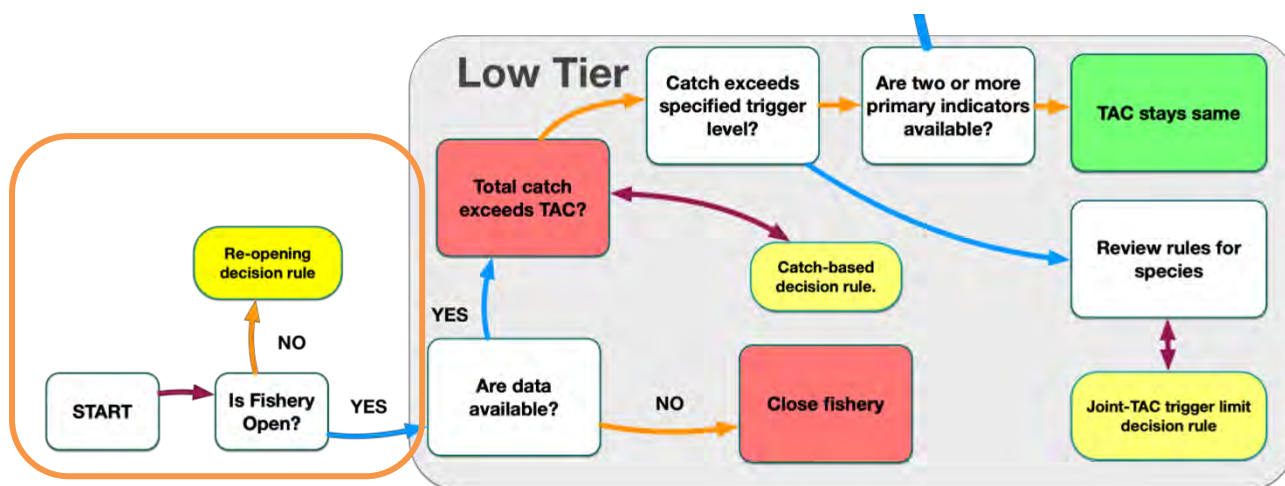 Low Tier
Catch exceeds
specified trigger
level?
Are two or more
primary indicators
available?
TAC stays same
Total catch
exceeds TAC?
Re-opening
decision rule
Catch-based
decision rule.
Review rules for
species
YES
NO
START
Is Fishery
Open?
YES
Are data
available?
NO
Close fishery
Joint-TAC trigger limit
decision rule